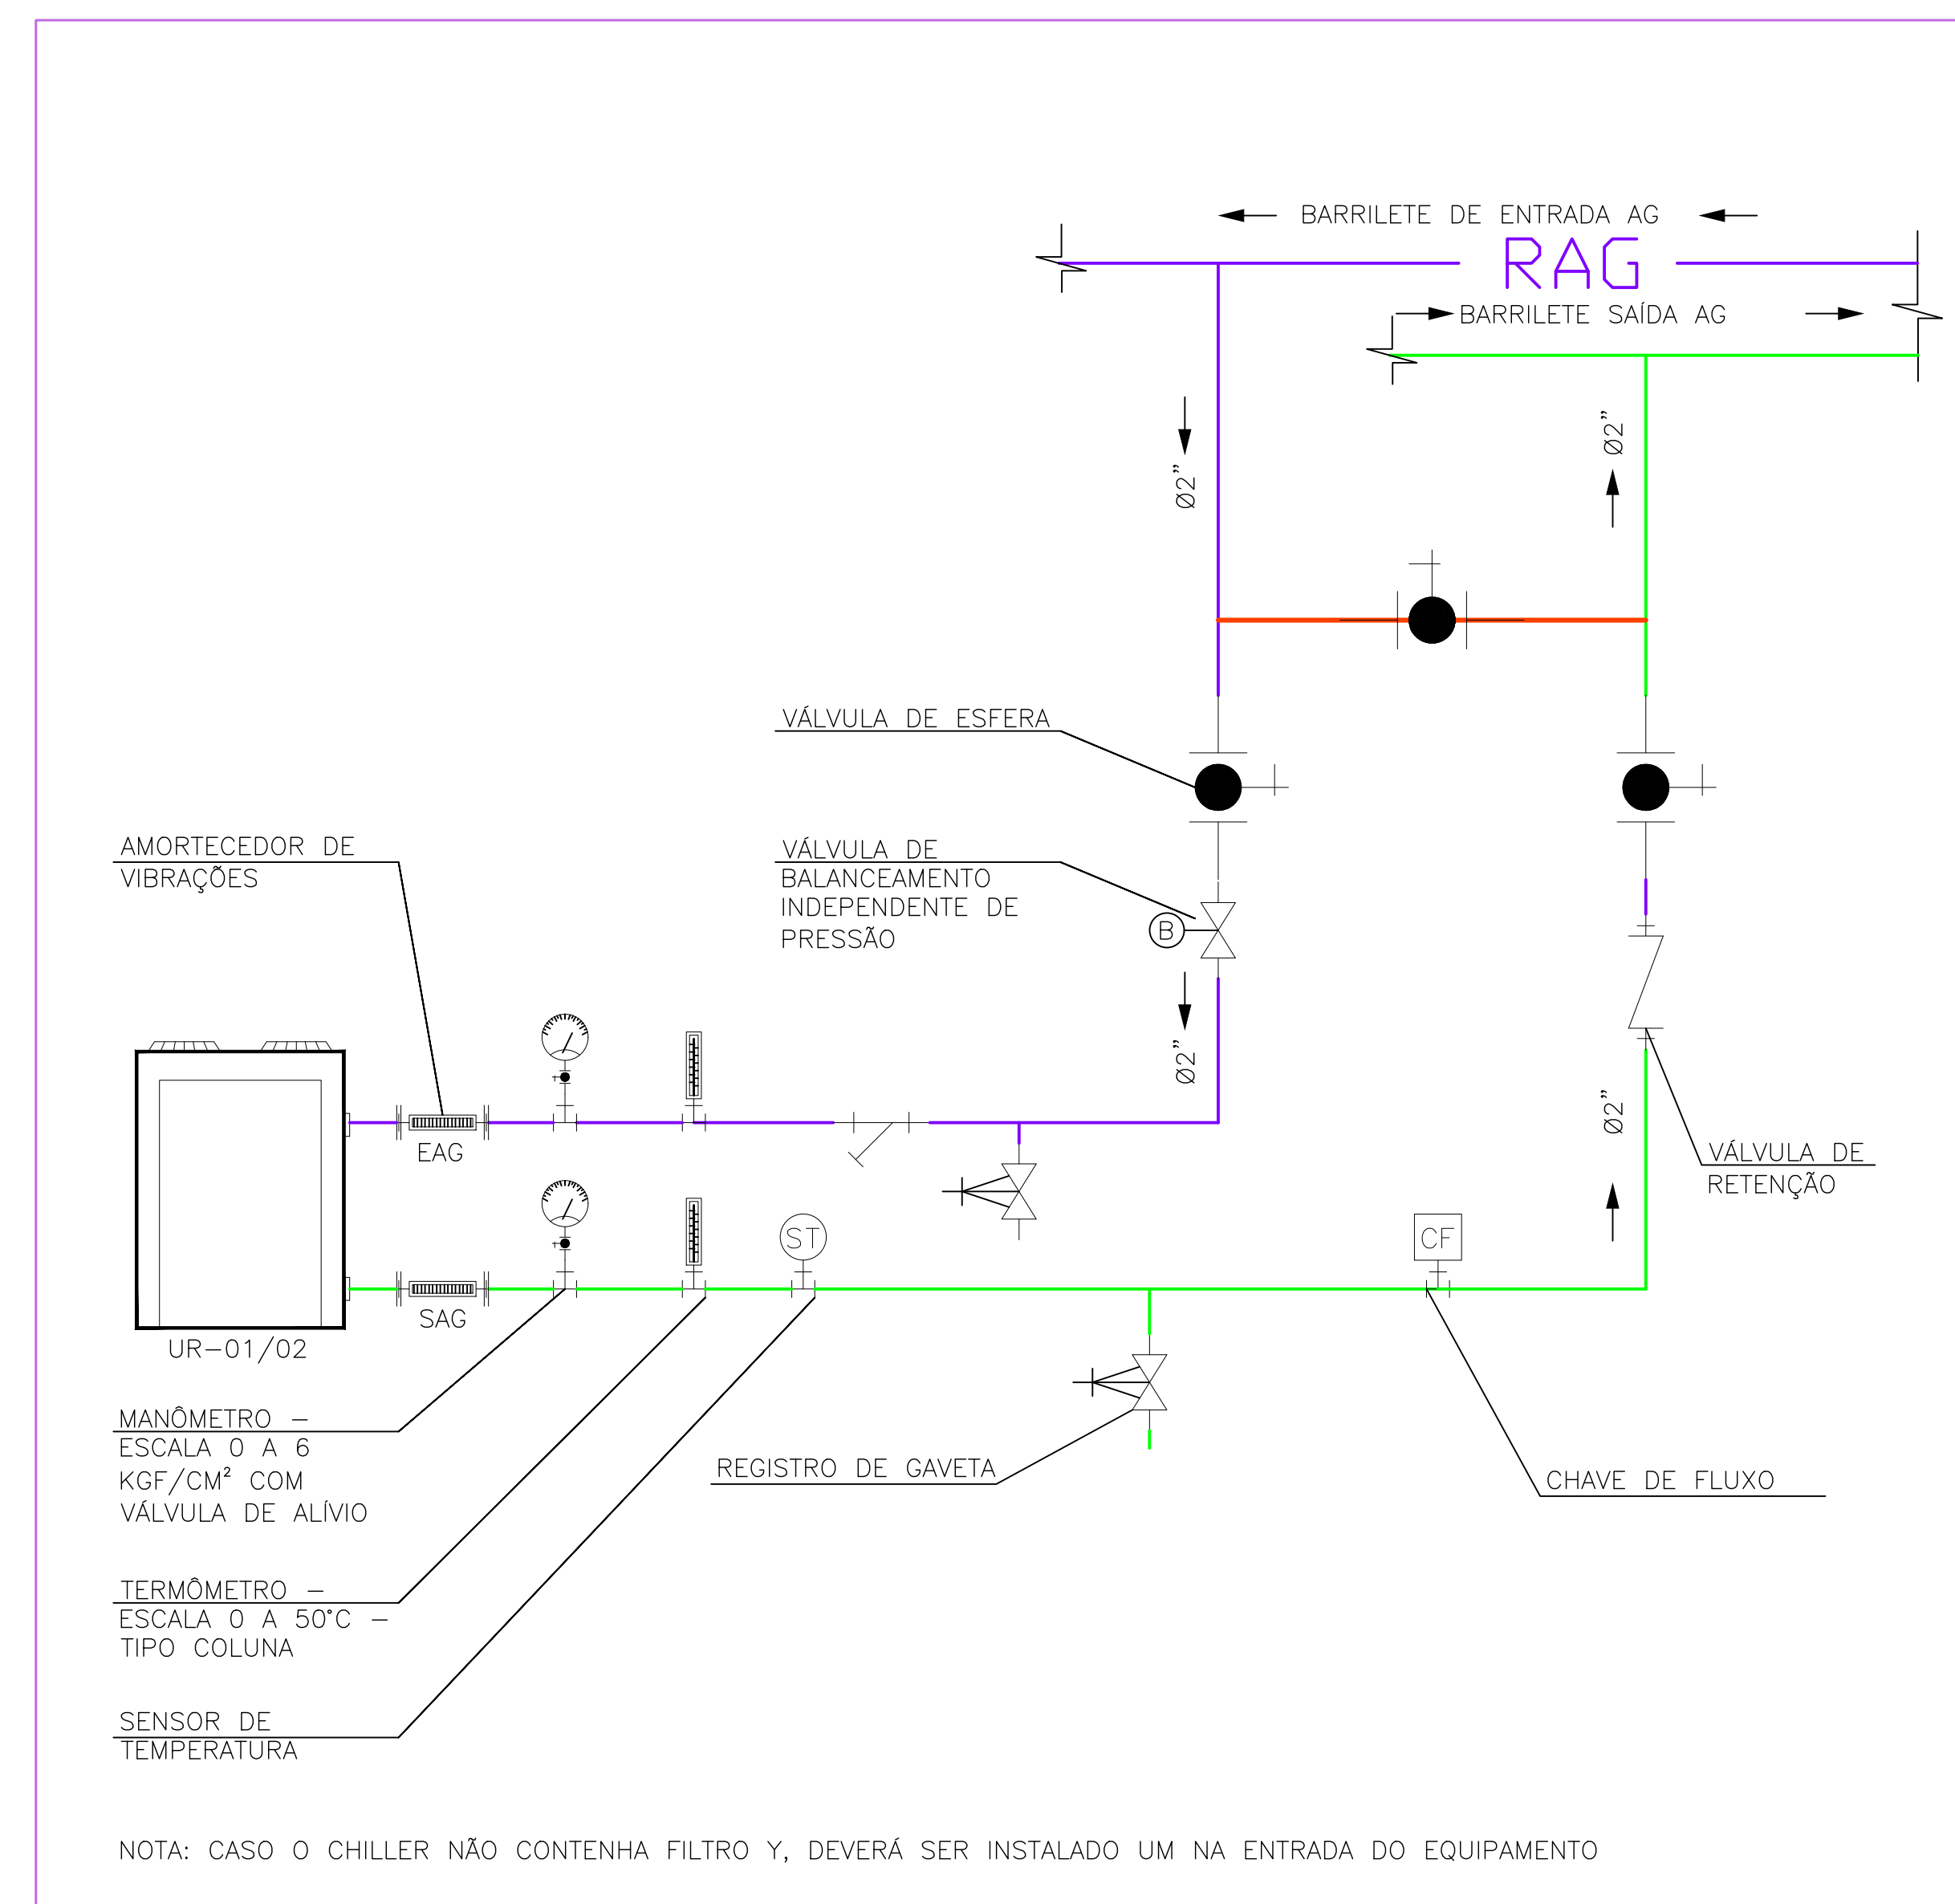 BARRILETE DE ENTRADA AG
RAG
BARRILETE SAÍDA AG
Ø2"
Ø2"
VÁLVULA DE ESFERA
VÁLVULA DE
BALANCEAMENTO
INDEPENDENTE DE
PRESSÃO
B
AMORTECEDOR DE
VIBRAÇÕES
Ø2"
Ø2"
EAG
VÁLVULA DE
RETENÇÃO
ST
CF
SAG
UR-01/02
MANÔMETRO -
ESCALA 0 A 6
KGF/CM² COM
VÁLVULA DE ALÍVIO
REGISTRO DE GAVETA
CHAVE DE FLUXO
TERMÔMETRO -
ESCALA 0 A 50°C -
TIPO COLUNA
SENSOR DE
TEMPERATURA
NOTA: CASO O CHILLER NÃO CONTENHA FILTRO Y, DEVERÁ SER INSTALADO UM NA ENTRADA DO EQUIPAMENTO